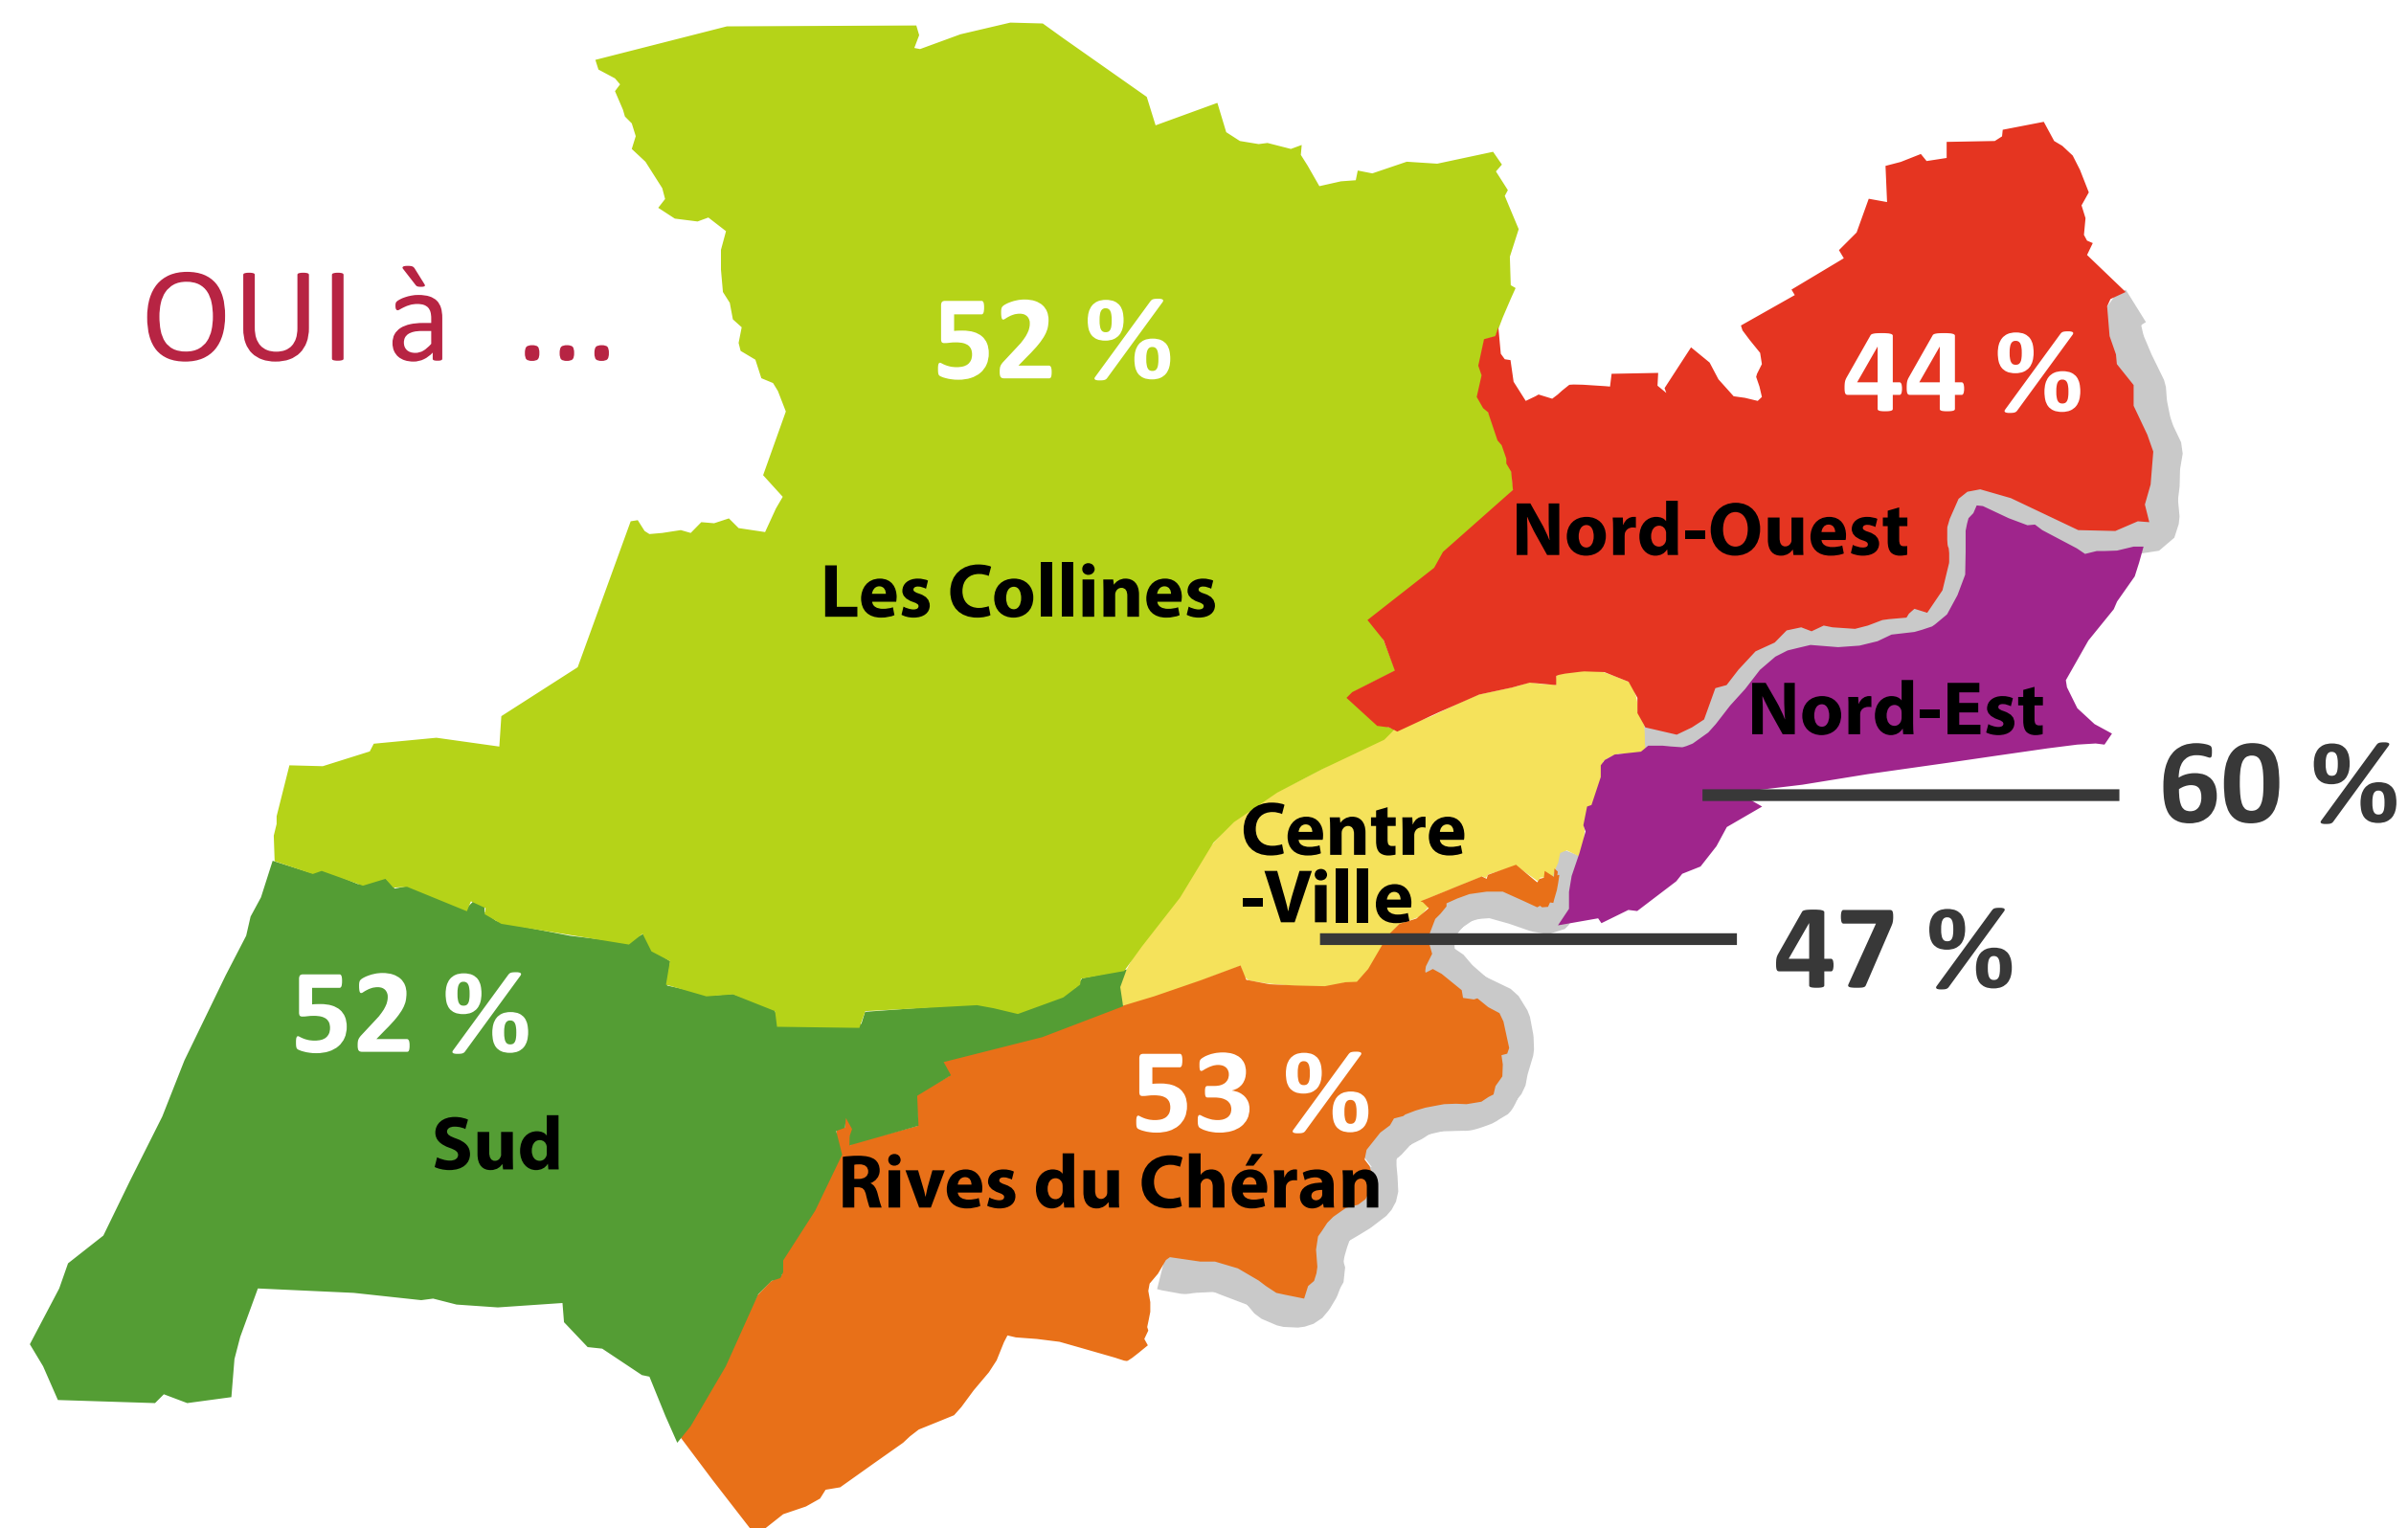 OUI à ...
52 %
44 %
Nord-Ouest
Les Collines
Nord-Est
60 %
Centre
-Ville
47 %
52 %
53 %
Sud
Rives du Chéran